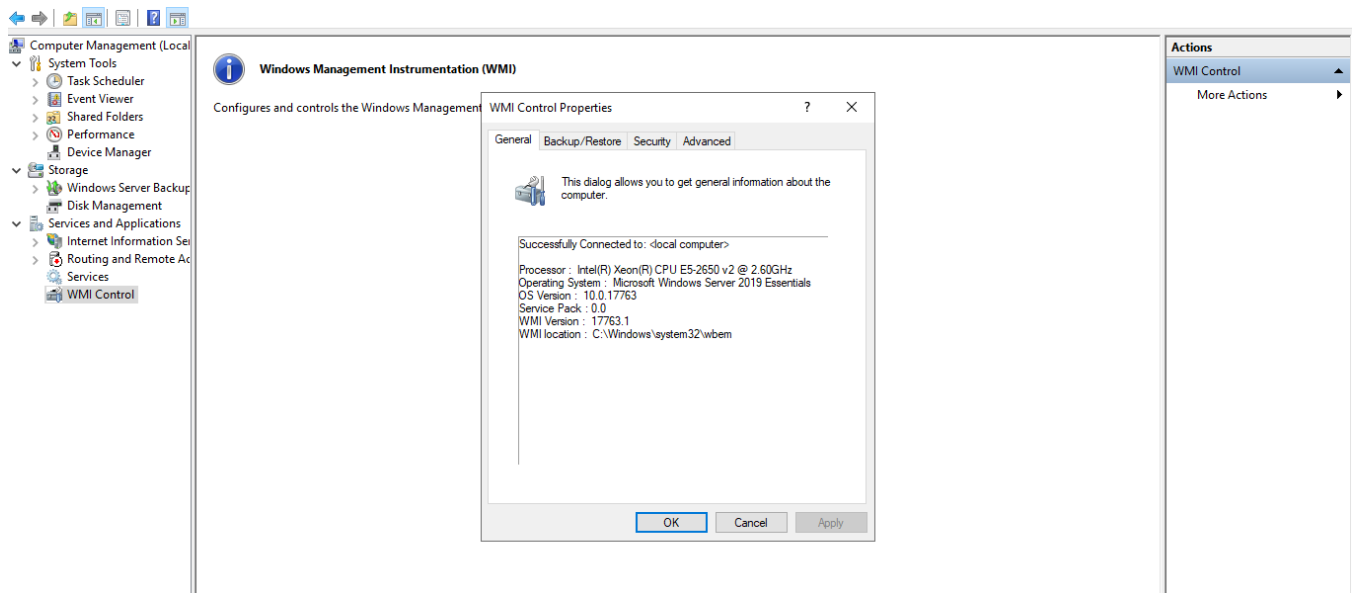 Computer Management (Local
System Tools
Task Scheduler
Event Viewer
Shared Folders
Performance
Device Manager
Storage
Windows Server Backup
Disk Management
Services and Applications
Internet Information Ser
Routing and Remote Ac
Services
WMI Control
Windows Management Instrumentation (WMI)
Configures and controls the Windows Management
WMI Control Properties
General Backup/Restore Security Advanced
This dialog allows you to get general information about the
computer.
Successfully Connected to: <local computer>
Processor : Intel(R) Xeon(R) CPU E5-2650 v2 @ 2.60GHz
Operating System : Microsoft Windows Server 2019 Essentials
OS Version : 10.0.17763
Service Pack : 0.0
WMI Version : 17763.1
WMI location : C:\Windows\system32\wbem
OK Cancel Apply
Actions
WMI Control
More Actions